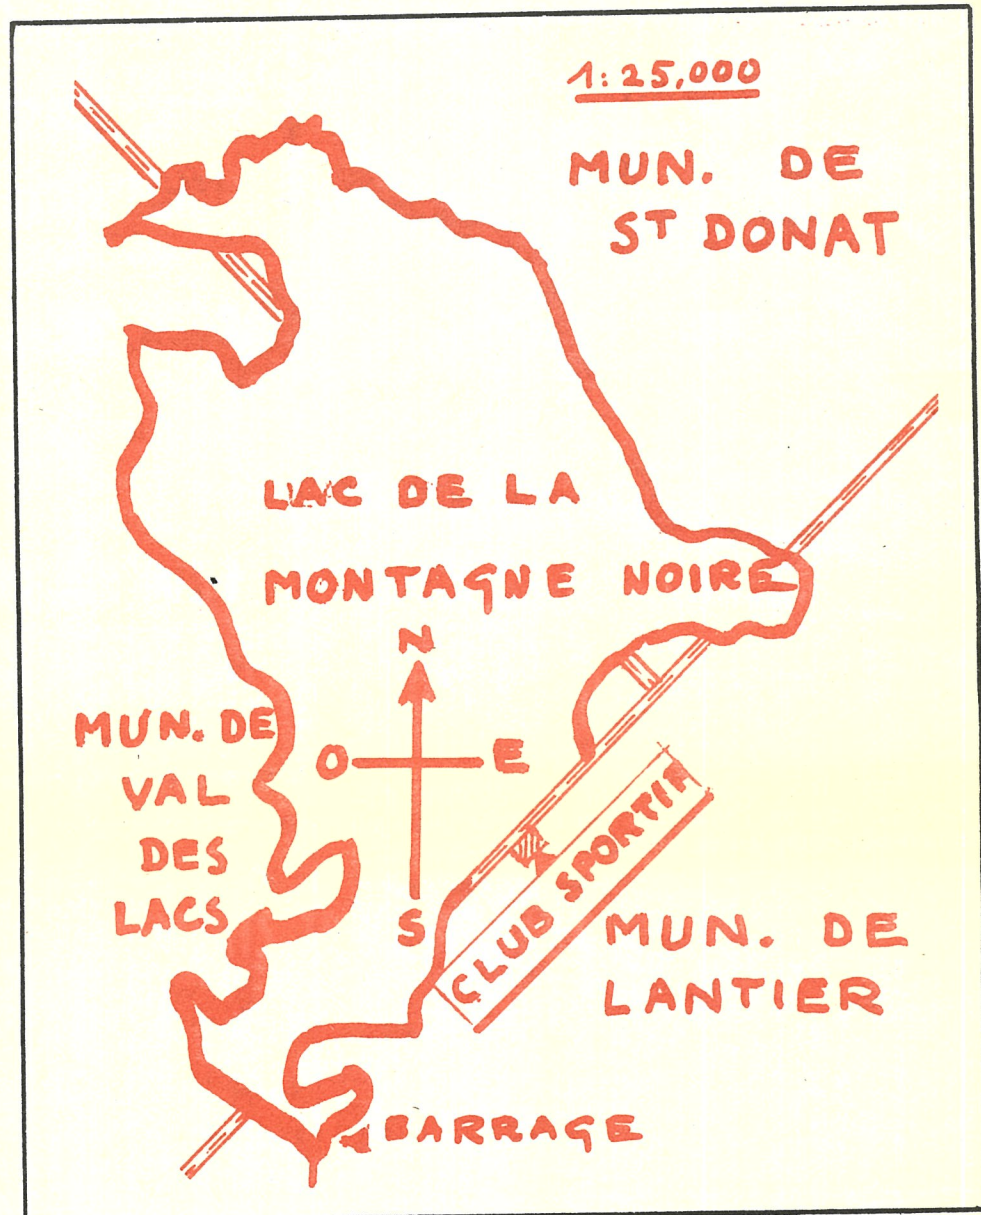 1:25,000
MUN. DE
ST DONAT
LAC DE LA
MONTAGNE NOIRE
N
O
E
S
MUN. DE
VAL
DES
LACS
CLUB SPORTIF
MUN. DE
LANTIER
BARRAGE